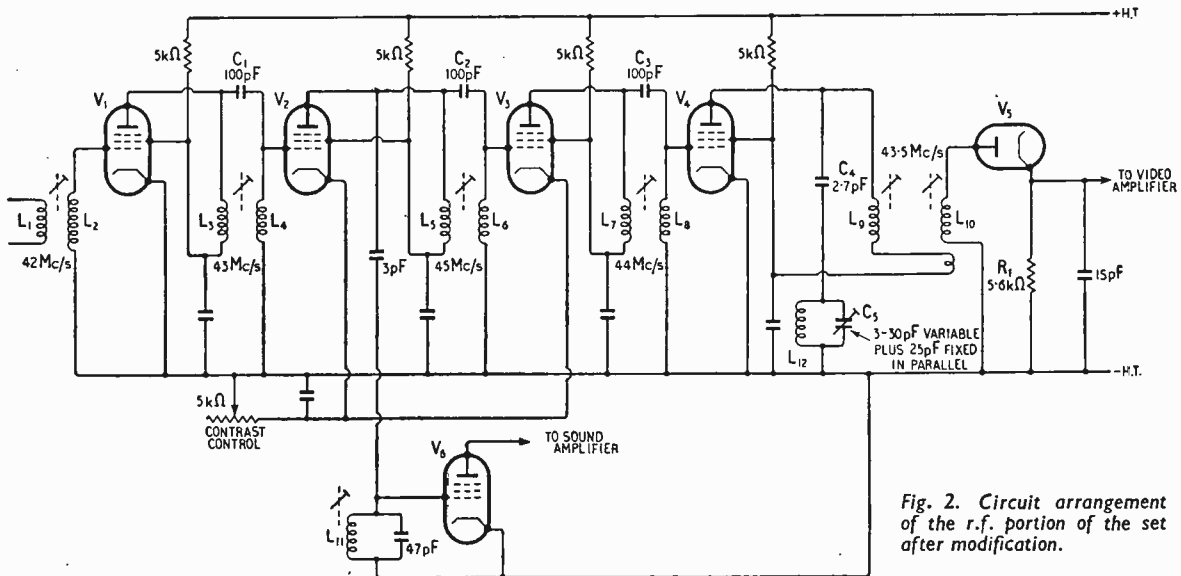 +H.T
5kΩ
5kΩ
5kΩ
5kΩ
C1
100pF
C2
100pF
C3
100pF
V1
V2
V3
V4
V5
43·5Mc/s
TO VIDEO
AMPLIFIER
C4
2·7pF
L1
L2
L3
L4
L5
L6
L7
L8
L9
L10
42Mc/s
43Mc/s
3pF
45Mc/s
44Mc/s
R1
5·6kΩ
15pF
C5
3-30pF VARIABLE
PLUS 25pF FIXED
IN PARALLEL
L12
-H.T.
5kΩ
CONTRAST
CONTROL
V6
TO SOUND
AMPLIFIER
L11
47pF
Fig. 2. Circuit arrangement
of the r.f. portion of the set
after modification.